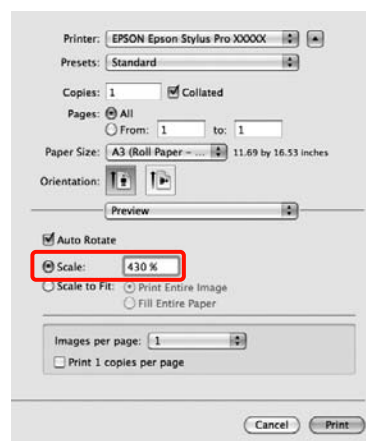 Printer: EPSON Epson Stylus Pro XXXXX
Presets: Standard
Copies: 1 Collated
Pages: All
From: 1 to: 1
Paper Size: A3 (Roll Paper – ... 11.69 by 16.53 inches
Orientation:
Preview
Auto Rotate
Scale: 430 %
Scale to Fit: Print Entire Image
Fill Entire Paper
Images per page: 1
Print 1 copies per page
Cancel Print